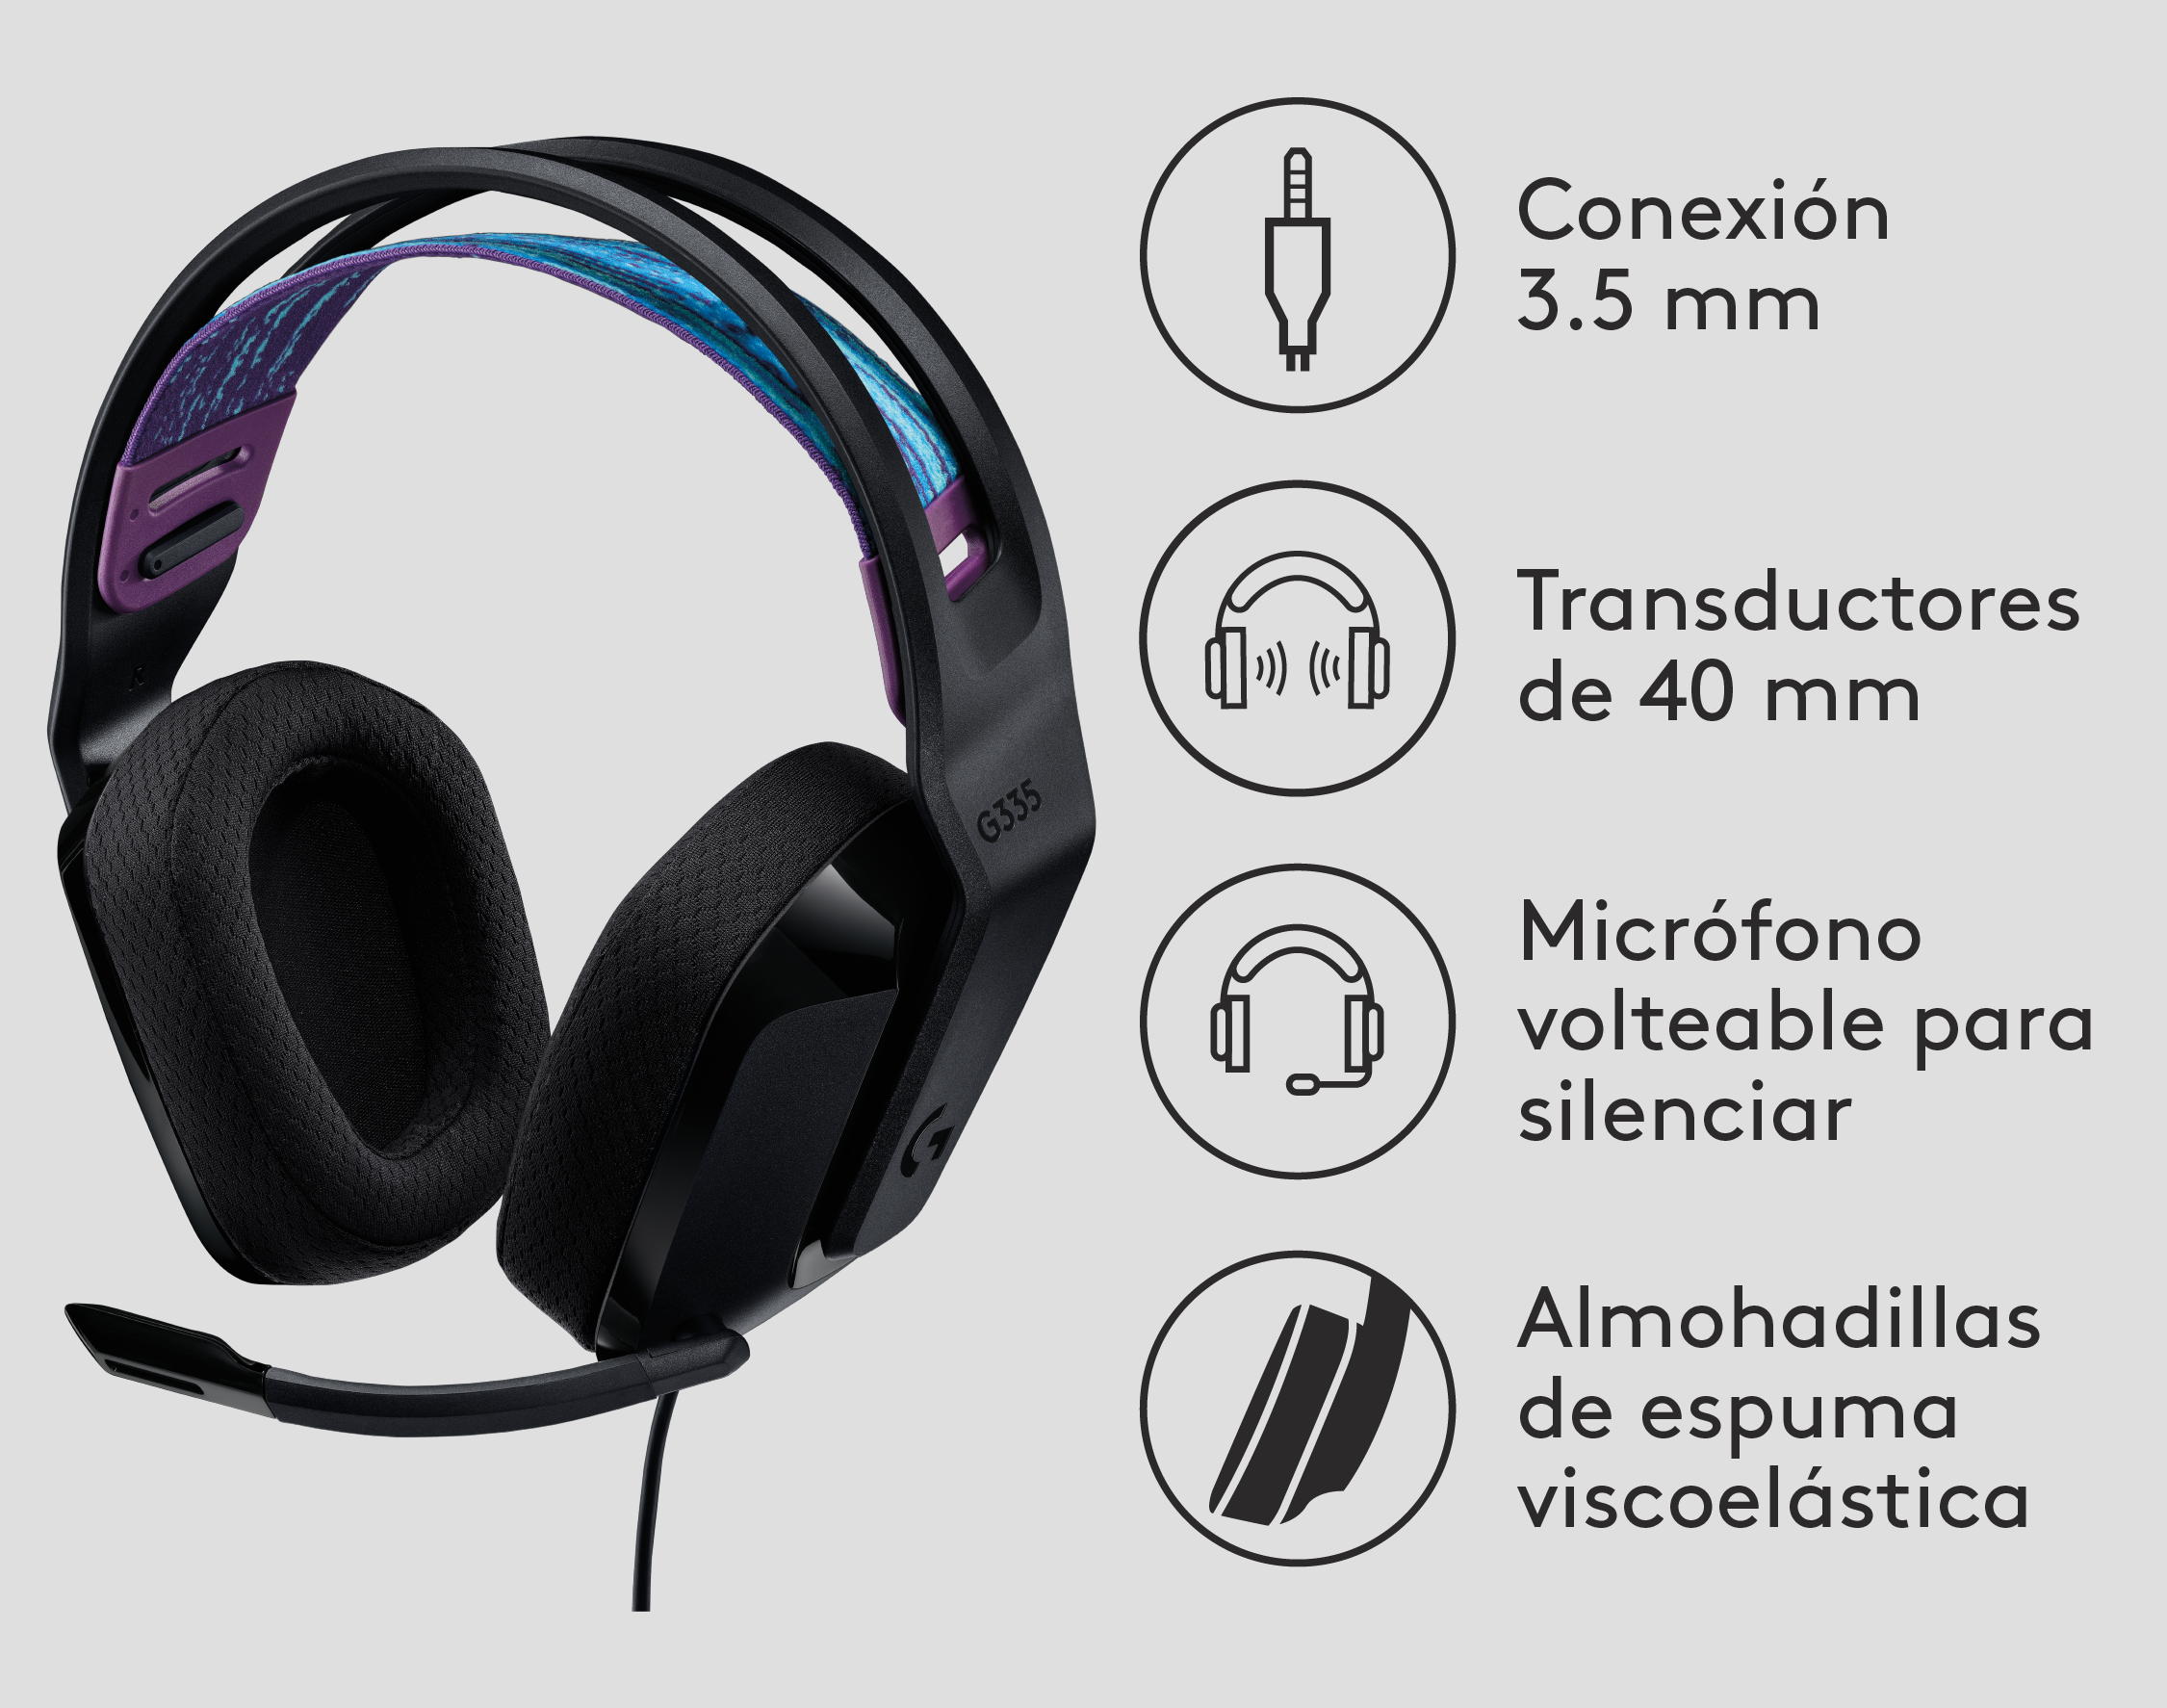 R
G335
G
Conexión
3.5 mm
Transductores
de 40 mm
Micrófono
volteable para
silenciar
Almohadillas
de espuma
viscoelástica